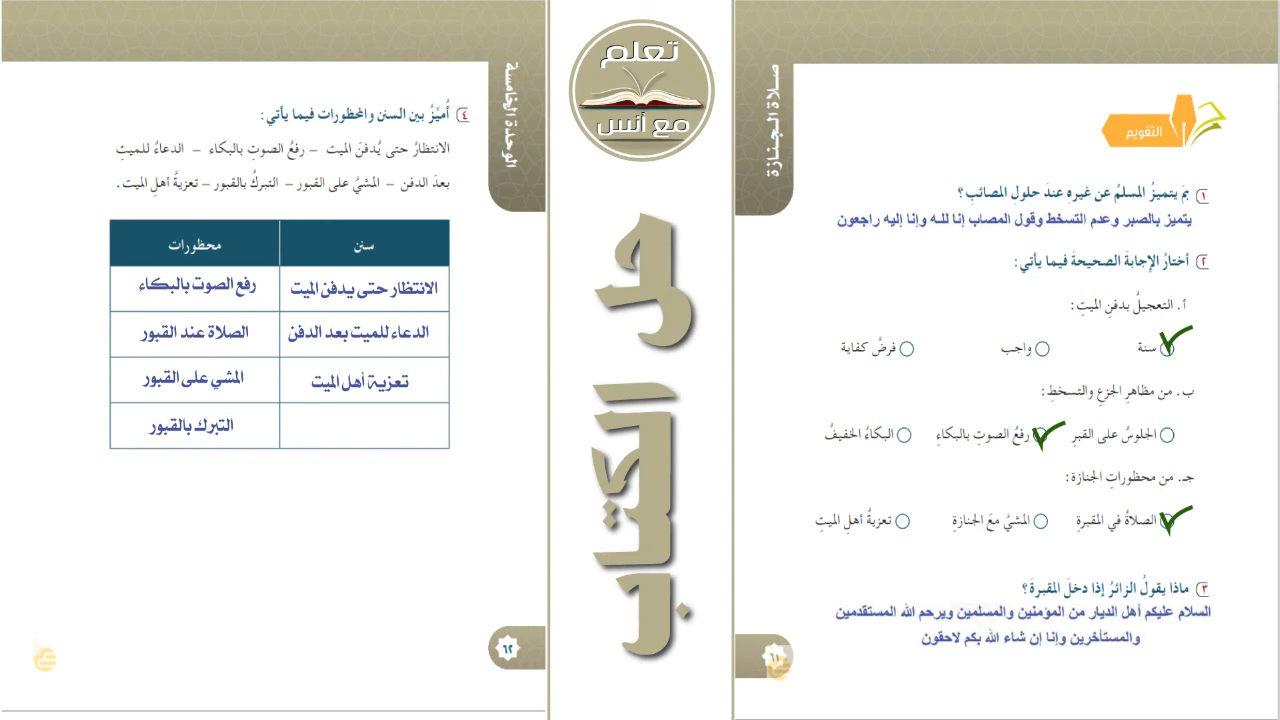 صلاة الجنازة
التقويم
١ بمَ يتميزُ المسلمُ عن غيرهِ عندَ حلولِ المصائبِ؟
يتميز بالصبر وعدم التسخط وقول المصاب إنا للـه وإنا إليه راجعون
٢ أختارُ الإجابةَ الصحيحةَ فيما يأتي:
أ. التعجيلُ بدفنِ الميتِ:
سنة واجب فرضُ كفاية
ب. من مظاهرِ الجزعِ والتسخطِ:
الجلوسُ على القبرِ رفعُ الصوتِ بالبكاءِ البكاءُ الخفيفُ
جـ. من محظوراتِ الجنازة:
الصلاةُ في المقبرةِ المشيُ معَ الجنازةِ تعزيةُ أهلِ الميتِ
٣ ماذا يقولُ الزائرُ إذا دخلَ المقبرةَ؟
السلام عليكم أهل الديار من المؤمنين والمسلمين ويرحم الله المستقدمين
والمستأخرين وإنا إن شاء الله بكم لاحقون
٦١
تعلم
مع أنس
حل الكتاب
الوحدة الخامسة
٤ أُميِّزُ بين السنن والمحظورات فيما يأتي:
الانتظارُ حتى يُدفنَ الميت – رفعُ الصوتِ بالبكاء – الدعاءُ للميتِ
بعدَ الدفن – المشيُ على القبور – التبركُ بالقبور – تعزيةُ أهلِ الميت.
سنن محظورات
الانتظار حتى يدفن الميت رفع الصوت بالبكاء
الدعاء للميت بعد الدفن الصلاة عند القبور
تعزية أهل الميت المشي على القبور
التبرك بالقبور
٦٢